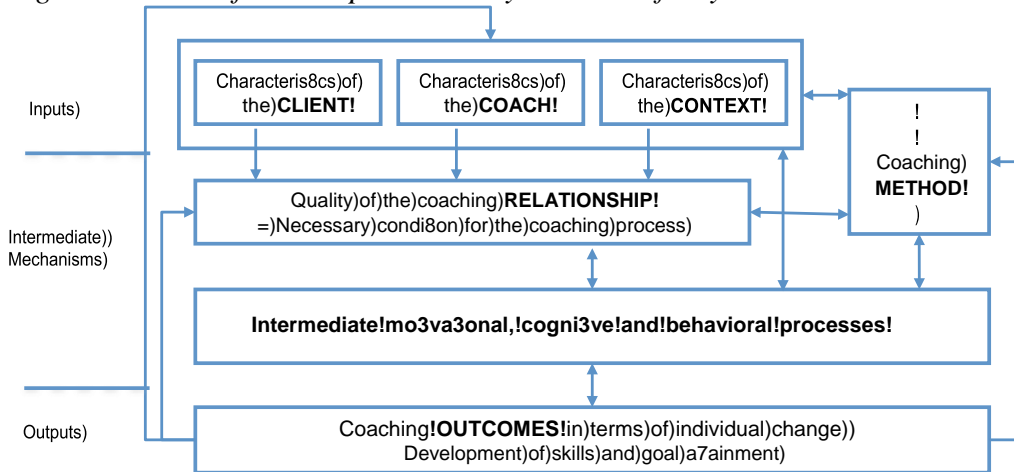 Inputs)
Characteris8cs)of)
the)CLIENT!
Characteris8cs)of)
the)COACH!
Characteris8cs)of)
the)CONTEXT!
!
!
Coaching)
METHOD!
)
Intermediate))
Mechanisms)
Quality)of)the)coaching)RELATIONSHIP!
=)Necessary)condi8on)for)the)coaching)process)
Intermediate!mo3va3onal,!cogni3ve!and!behavioral!processes!
Outputs)
Coaching!OUTCOMES!in)terms)of)individual)change))
Development)of)skills)and)goal)a7ainment)